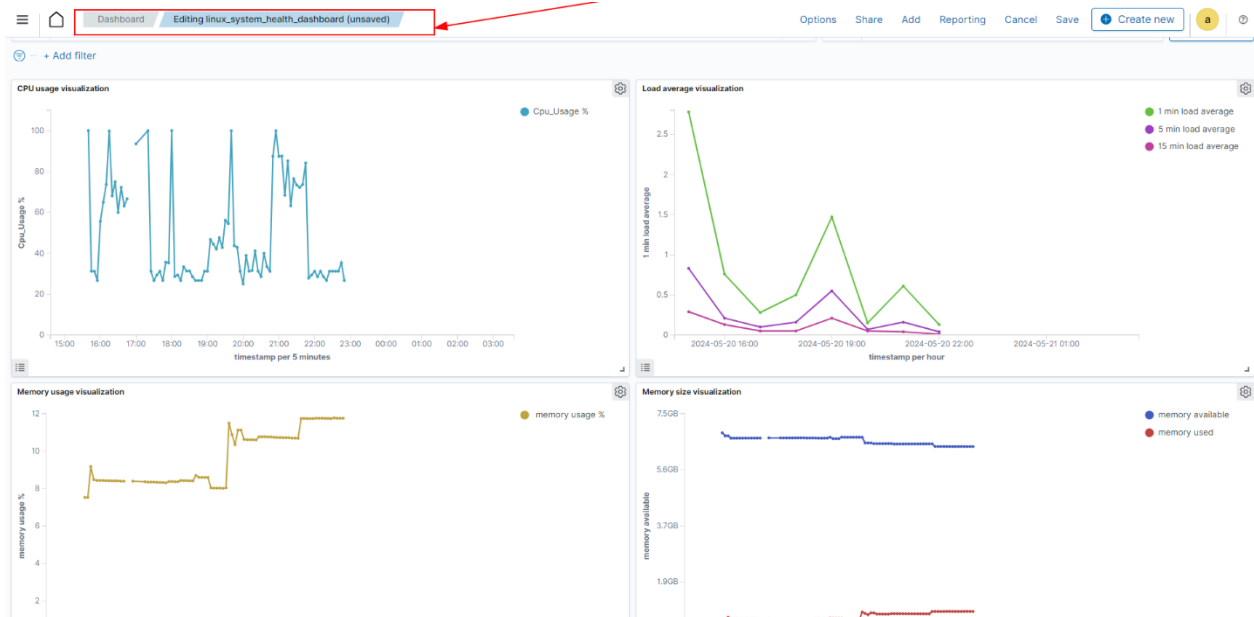 Dashboard Editing linux_system_health_dashboard (unsaved) Options Share Add Reporting Cancel Save Create new a
+ Add filter
CPU usage visualization
Cpu_Usage %
100
80
60
40
20
0
Cpu_Usage %
15:00 16:00 17:00 18:00 19:00 20:00 21:00 22:00 23:00 00:00 01:00 02:00 03:00
timestamp per 5 minutes
Load average visualization
1 min load average
5 min load average
15 min load average
2.5
2
1.5
1
0.5
0
1 min load average
2024-05-20 16:00 2024-05-20 19:00 2024-05-20 22:00 2024-05-21 01:00
timestamp per hour
Memory usage visualization
memory usage %
12
10
8
6
4
2
memory usage %
Memory size visualization
memory available
memory used
7.5GB
5.6GB
3.7GB
1.9GB
memory available